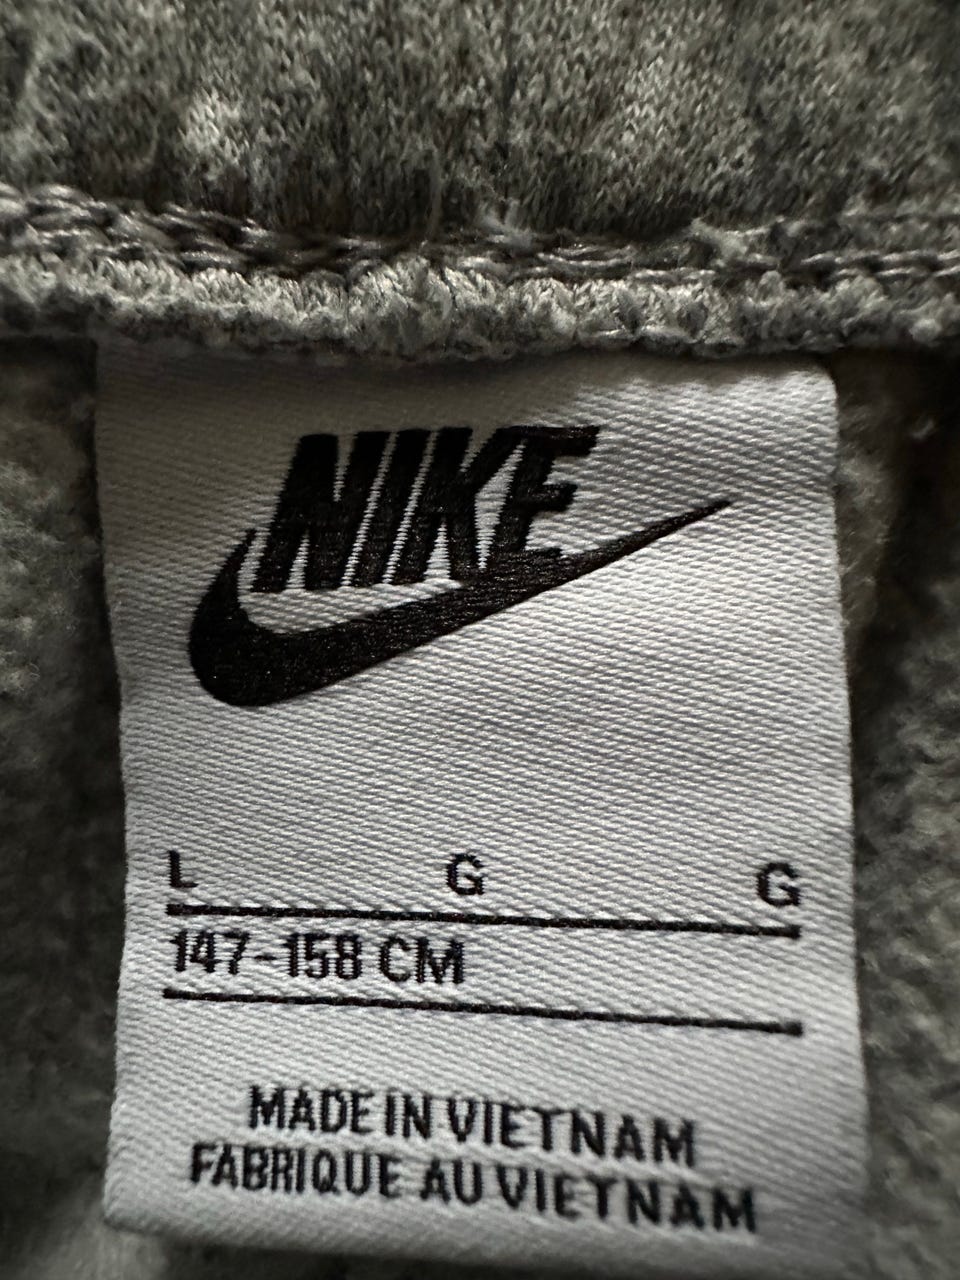 NIKE
L G G
147-158 CM
MADE IN VIETNAM
FABRIQUE AU VIETNAM